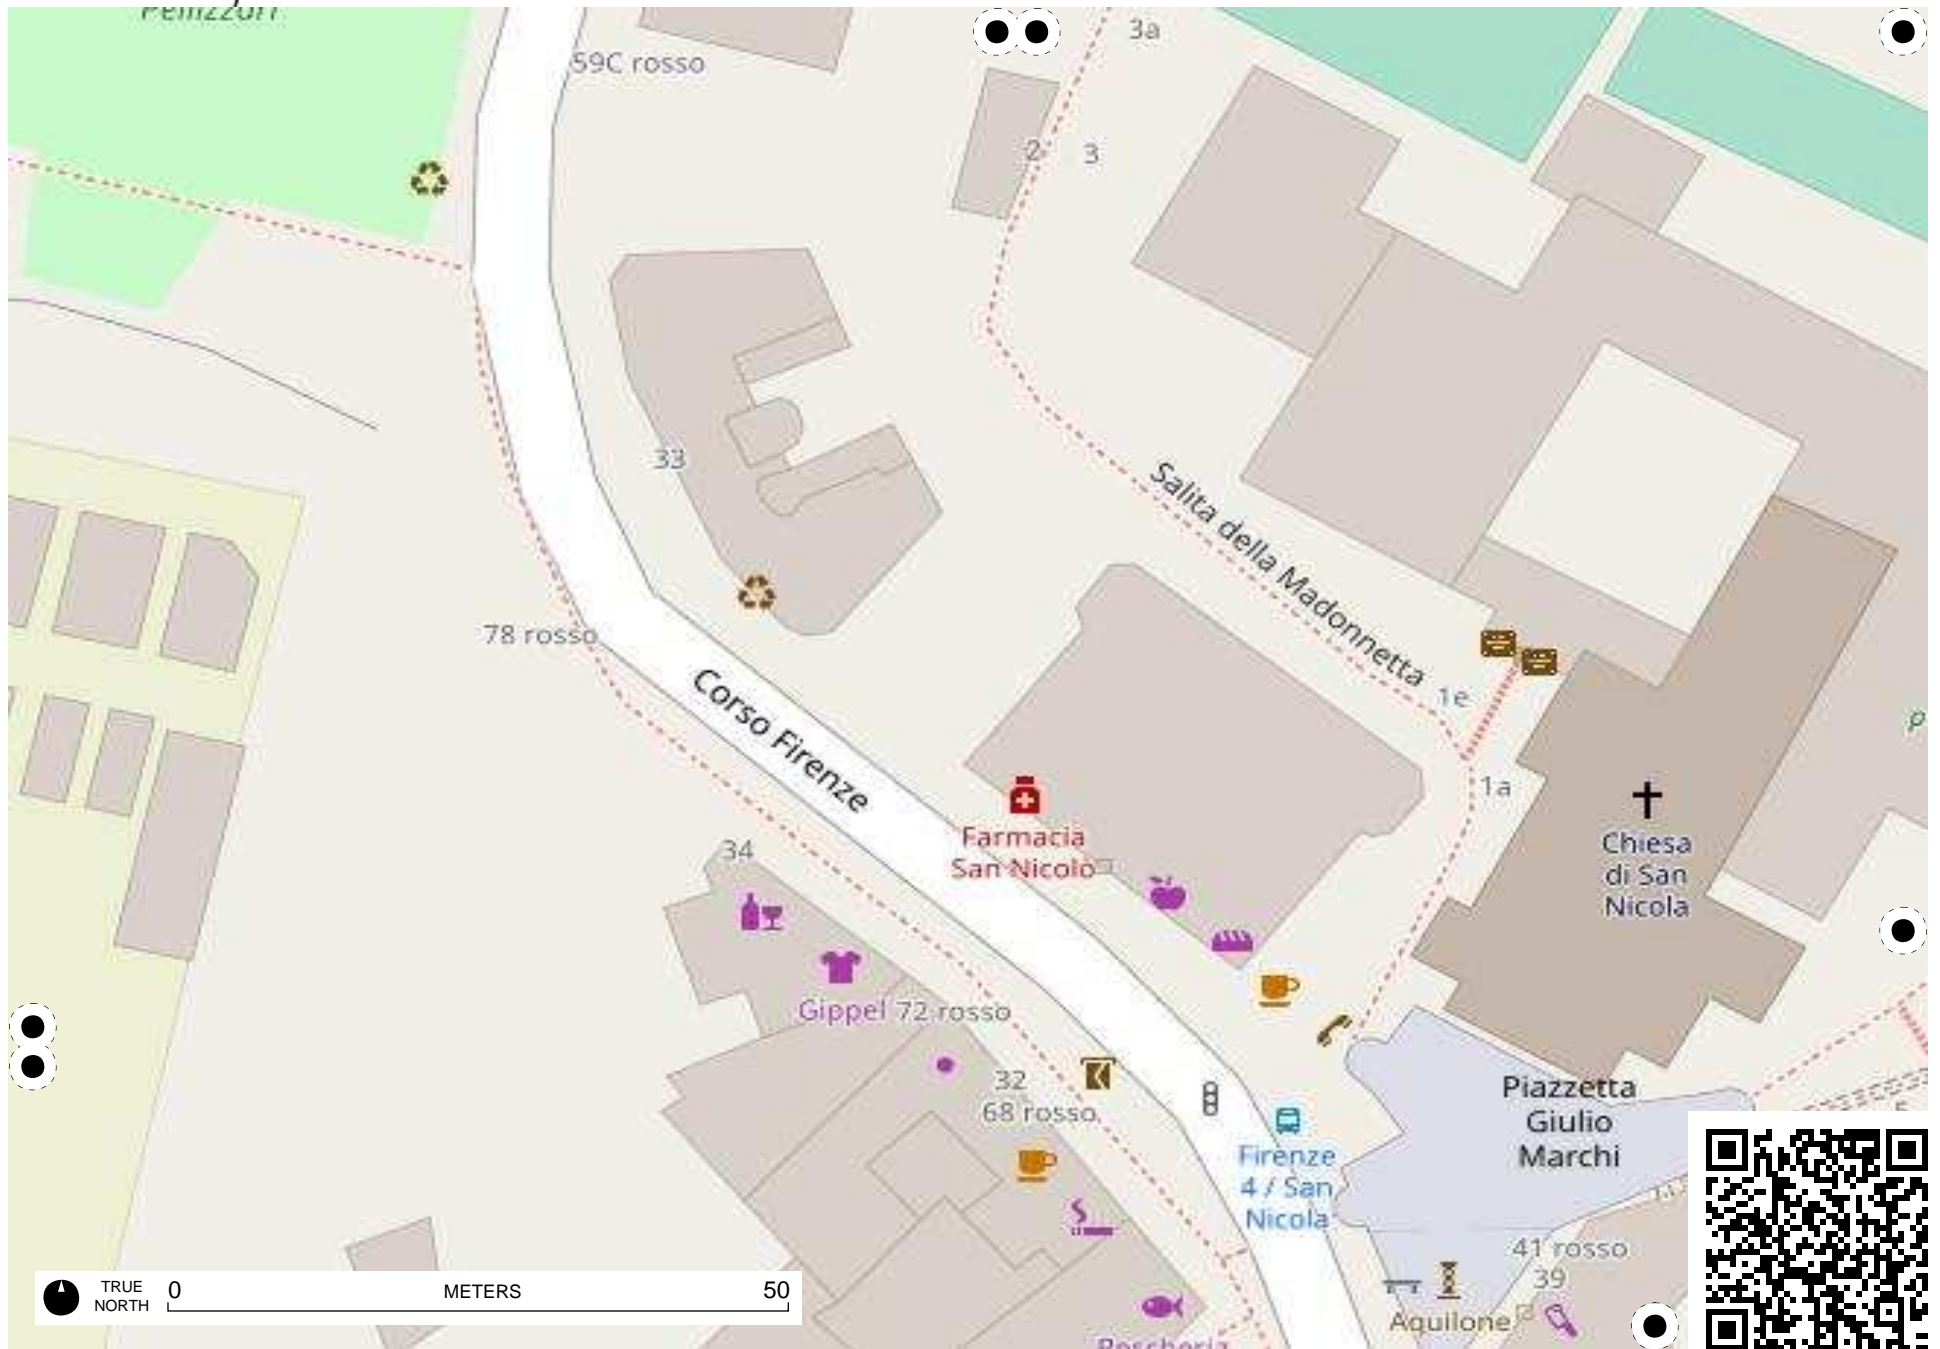 3a
59C rosso
2
3
33
Salita della Madonnetta
78 rosso
1e
Corso Firenze
1a
Farmacia
San Nicolò
34
Chiesa
di San
Nicola
Gippel
72 rosso
32
68 rosso
Piazzetta
Giulio
Marchi
Firenze
4 / San
Nicola
41 rosso
39
Aquilone
TRUE
NORTH
0
METERS
50